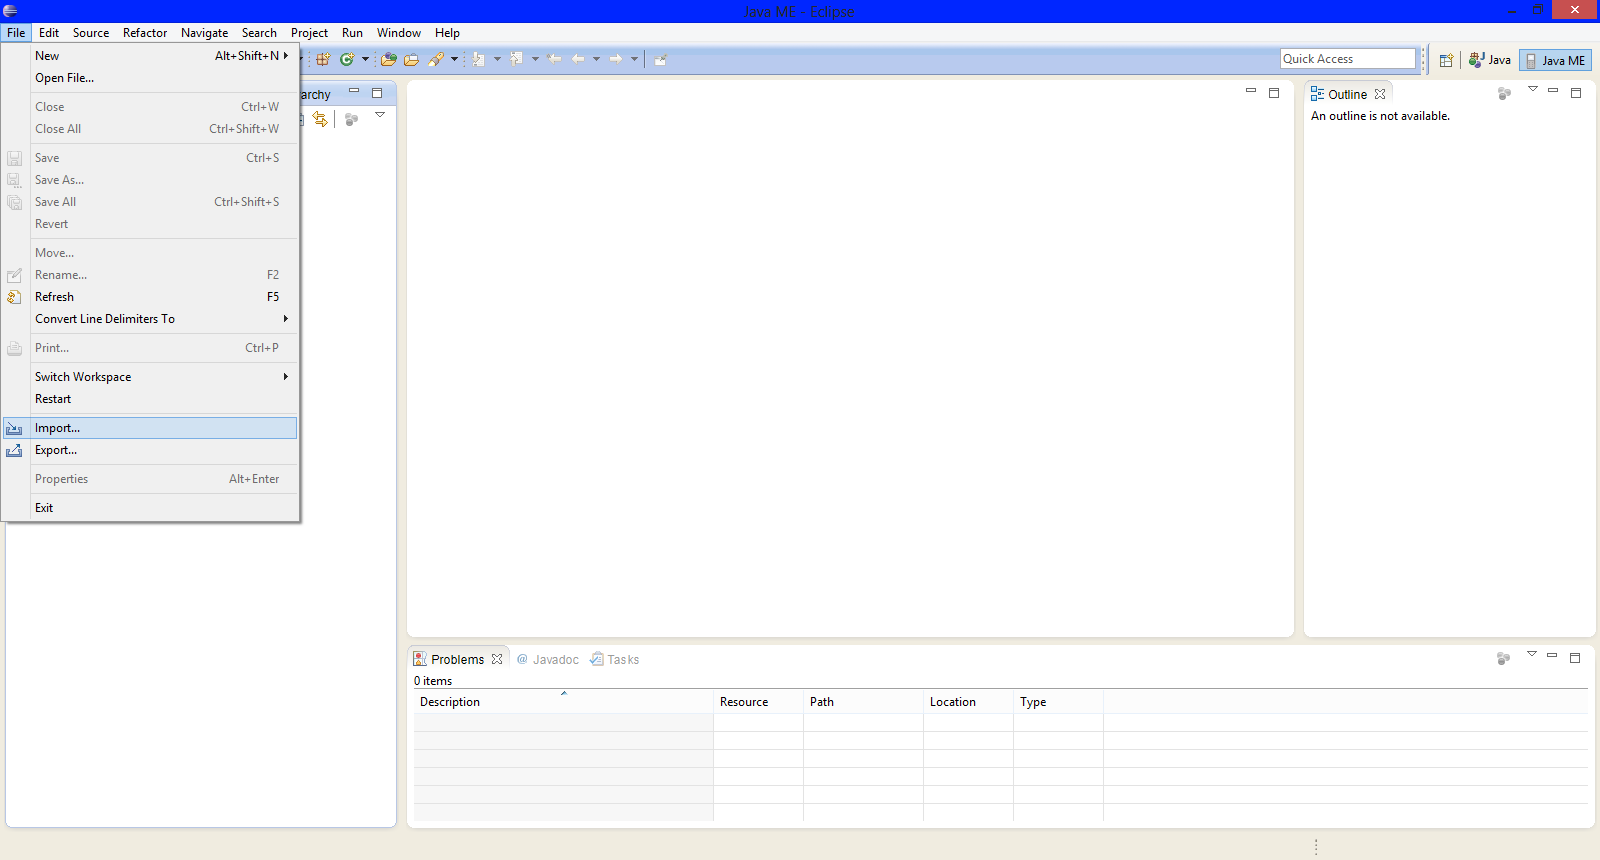 Java ME - Eclipse
File Edit Source Refactor Navigate Search Project Run Window Help
New Alt+Shift+N
Open File...
Close Ctrl+W
Close All Ctrl+Shift+W
Save Ctrl+S
Save As...
Save All Ctrl+Shift+S
Revert
Move...
Rename... F2
Refresh F5
Convert Line Delimiters To
Print... Ctrl+P
Switch Workspace
Restart
Import...
Export...
Properties Alt+Enter
Exit
Quick Access Java Java ME
archy
Outline
An outline is not available.
Problems @ Javadoc Tasks
0 items
Description Resource Path Location Type